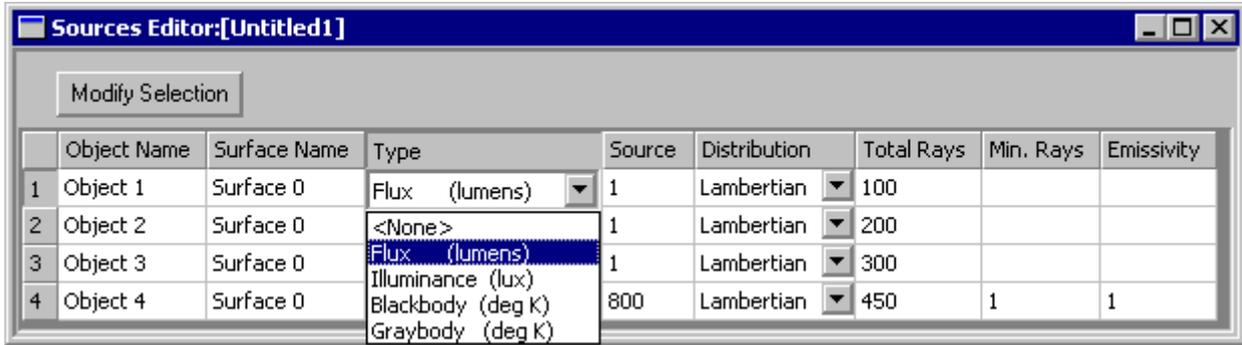 Sources Editor:[Untitled1]
Modify Selection
Object Name Surface Name Type Source Distribution Total Rays Min. Rays Emissivity
1 Object 1 Surface 0 Flux (lumens) 1 Lambertian 100
2 Object 2 Surface 0 <None> 1 Lambertian 200
Flux (lumens)
3 Object 3 Surface 0 Illuminance (lux) 1 Lambertian 300
4 Object 4 Surface 0 Blackbody (deg K) 800 Lambertian 450 1 1
Graybody (deg K)